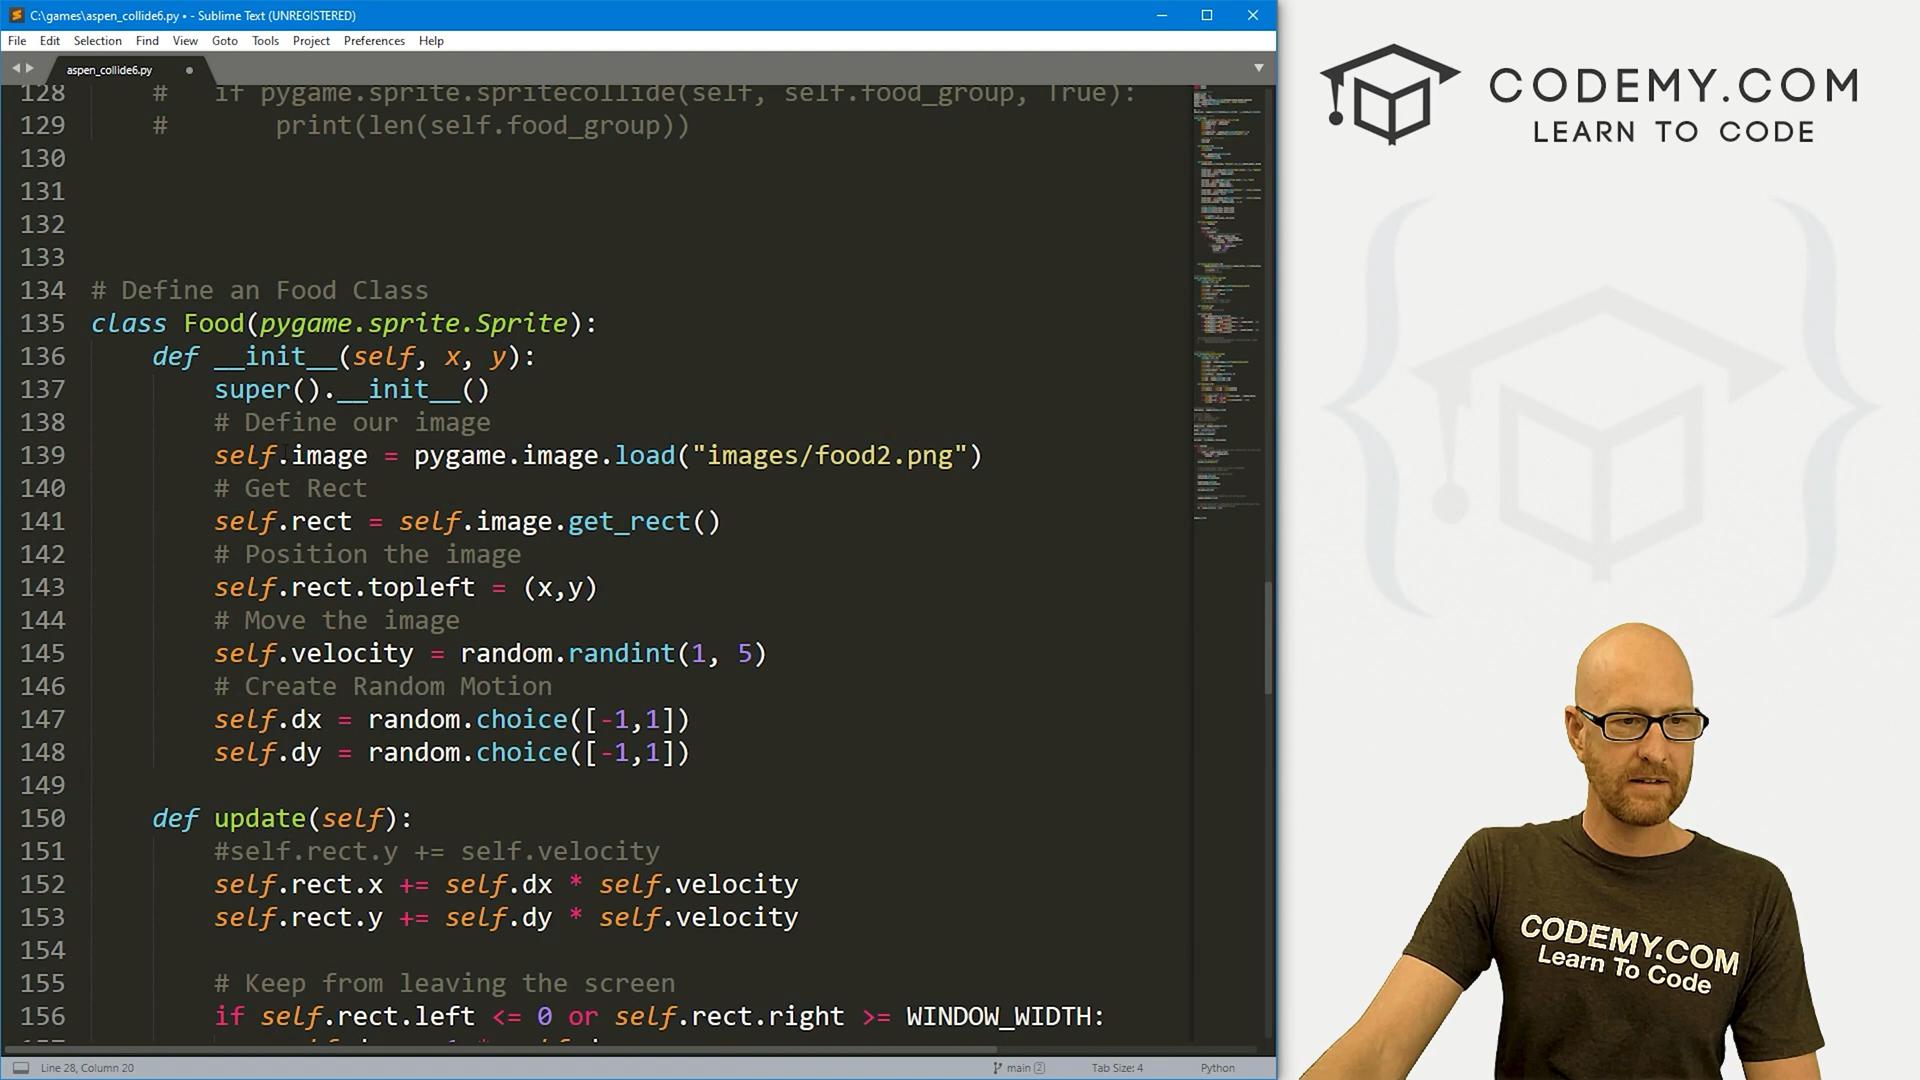 C:\games\aspen_collide6.py • - Sublime Text (UNREGISTERED)
File Edit Selection Find View Goto Tools Project Preferences Help
aspen_collide6.py
128 # if pygame.sprite.spritecollide(self, self.food_group, True):
129 # print(len(self.food_group))
130
131
132
133
134 # Define an Food Class
135 class Food(pygame.sprite.Sprite):
136 def __init__(self, x, y):
137 super().__init__()
138 # Define our image
139 self.image = pygame.image.load("images/food2.png")
140 # Get Rect
141 self.rect = self.image.get_rect()
142 # Position the image
143 self.rect.topleft = (x,y)
144 # Move the image
145 self.velocity = random.randint(1, 5)
146 # Create Random Motion
147 self.dx = random.choice([-1,1])
148 self.dy = random.choice([-1,1])
149
150 def update(self):
151 #self.rect.y += self.velocity
152 self.rect.x += self.dx * self.velocity
153 self.rect.y += self.dy * self.velocity
154
155 # Keep from leaving the screen
156 if self.rect.left <= 0 or self.rect.right >= WINDOW_WIDTH:
Line 28, Column 20
main 2
Tab Size: 4
Python
CODEMY.COM
LEARN TO CODE
CODEMY.COM
Learn To Code